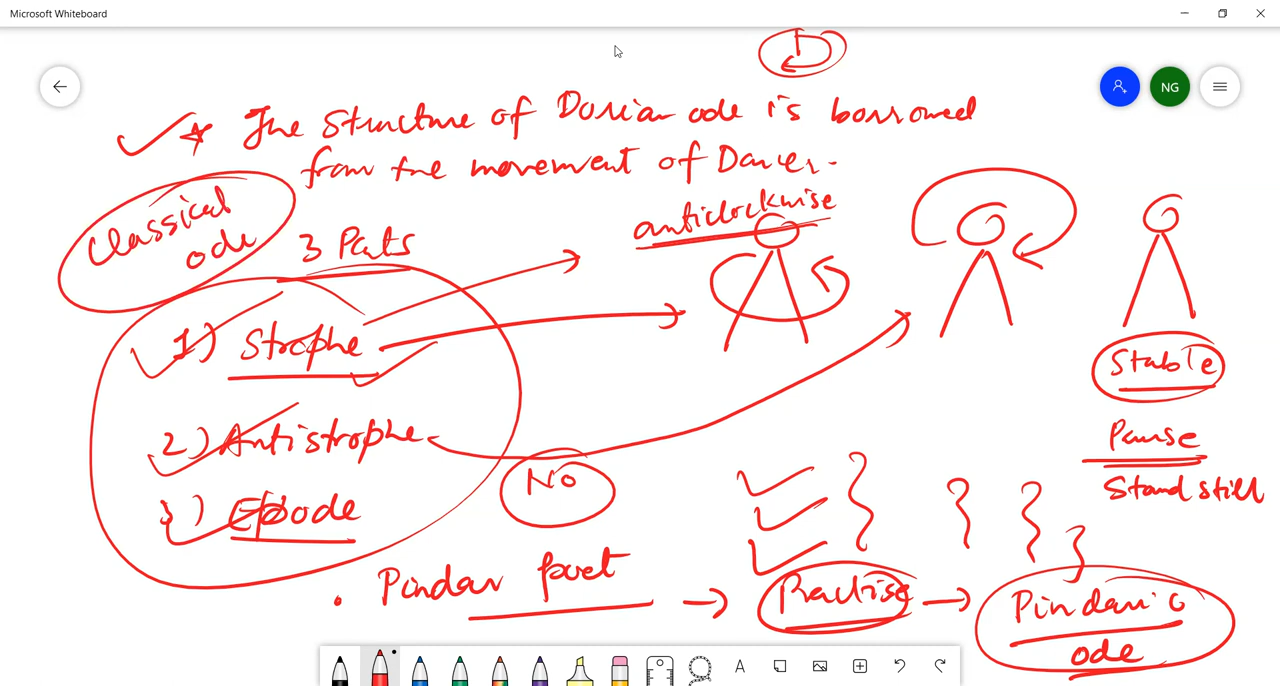 Microsoft Whiteboard
NG
The structure of Dorian ode is borrowed
from the movement of Dancer.
Classical
ode
3 Parts
anticlockwise
1) Strophe
2) Antistrophe
3) Epode
No
Stable
Pause
Stand still
Pindar poet
Practise
Pindaric
ode
A